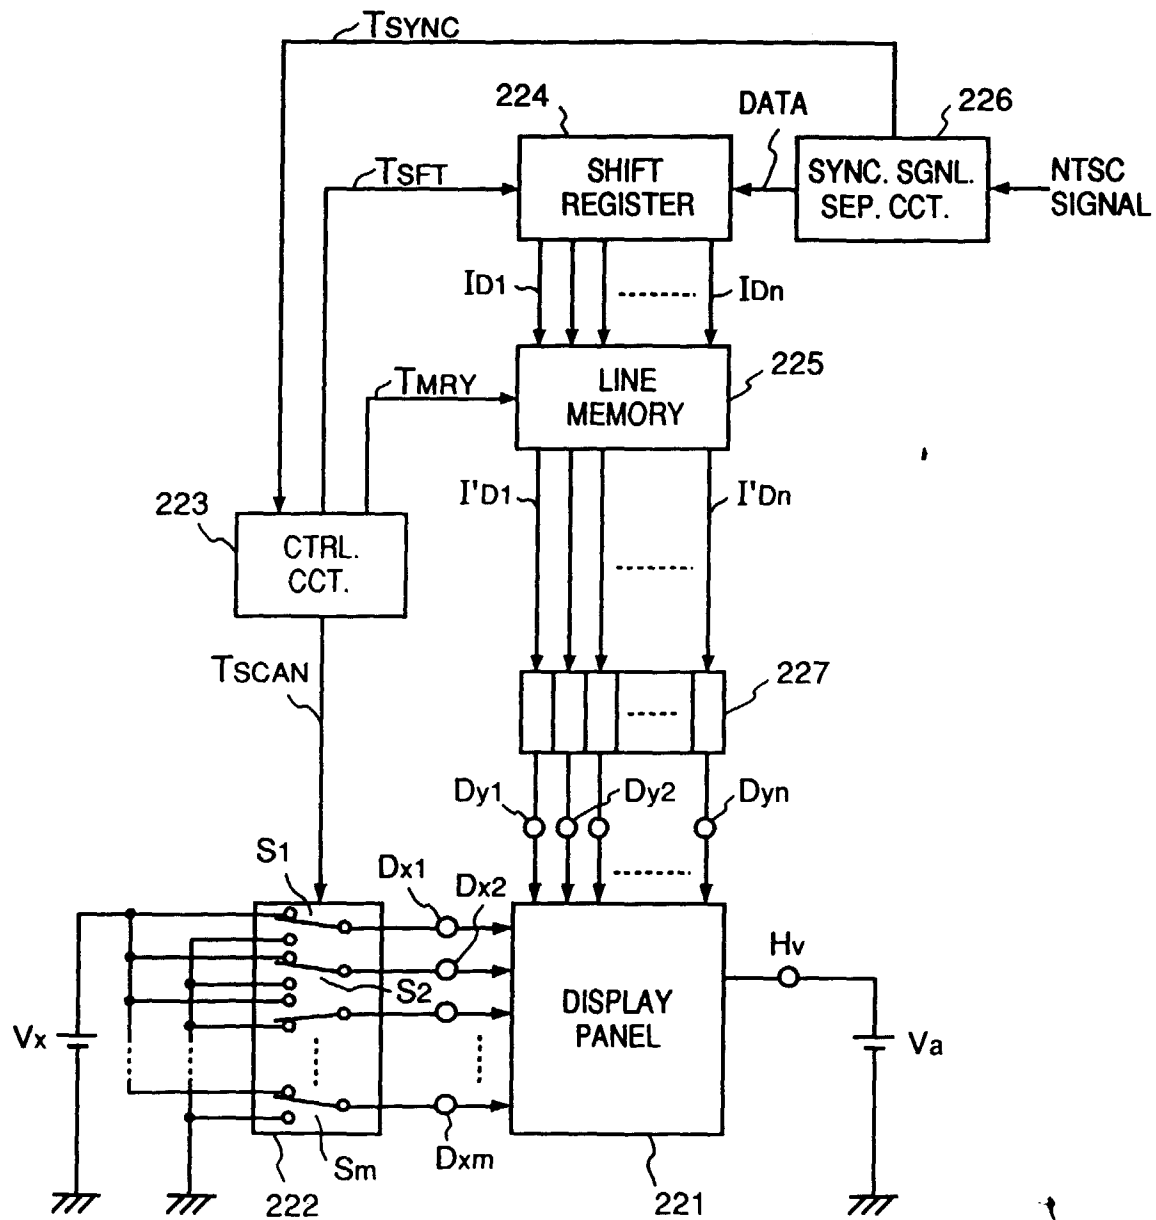 TSYNC
224
DATA
226
SHIFT
REGISTER
SYNC. SGNL.
SEP. CCT.
NTSC
SIGNAL
TSFT
ID1
IDn
225
LINE
MEMORY
TMRY
I'D1
I'Dn
223
CTRL.
CCT.
TSCAN
227
Dy1
Dy2
Dyn
S1
Dx1
Dx2
Hv
S2
DISPLAY
PANEL
Vx
Va
Sm
Dxm
222
221